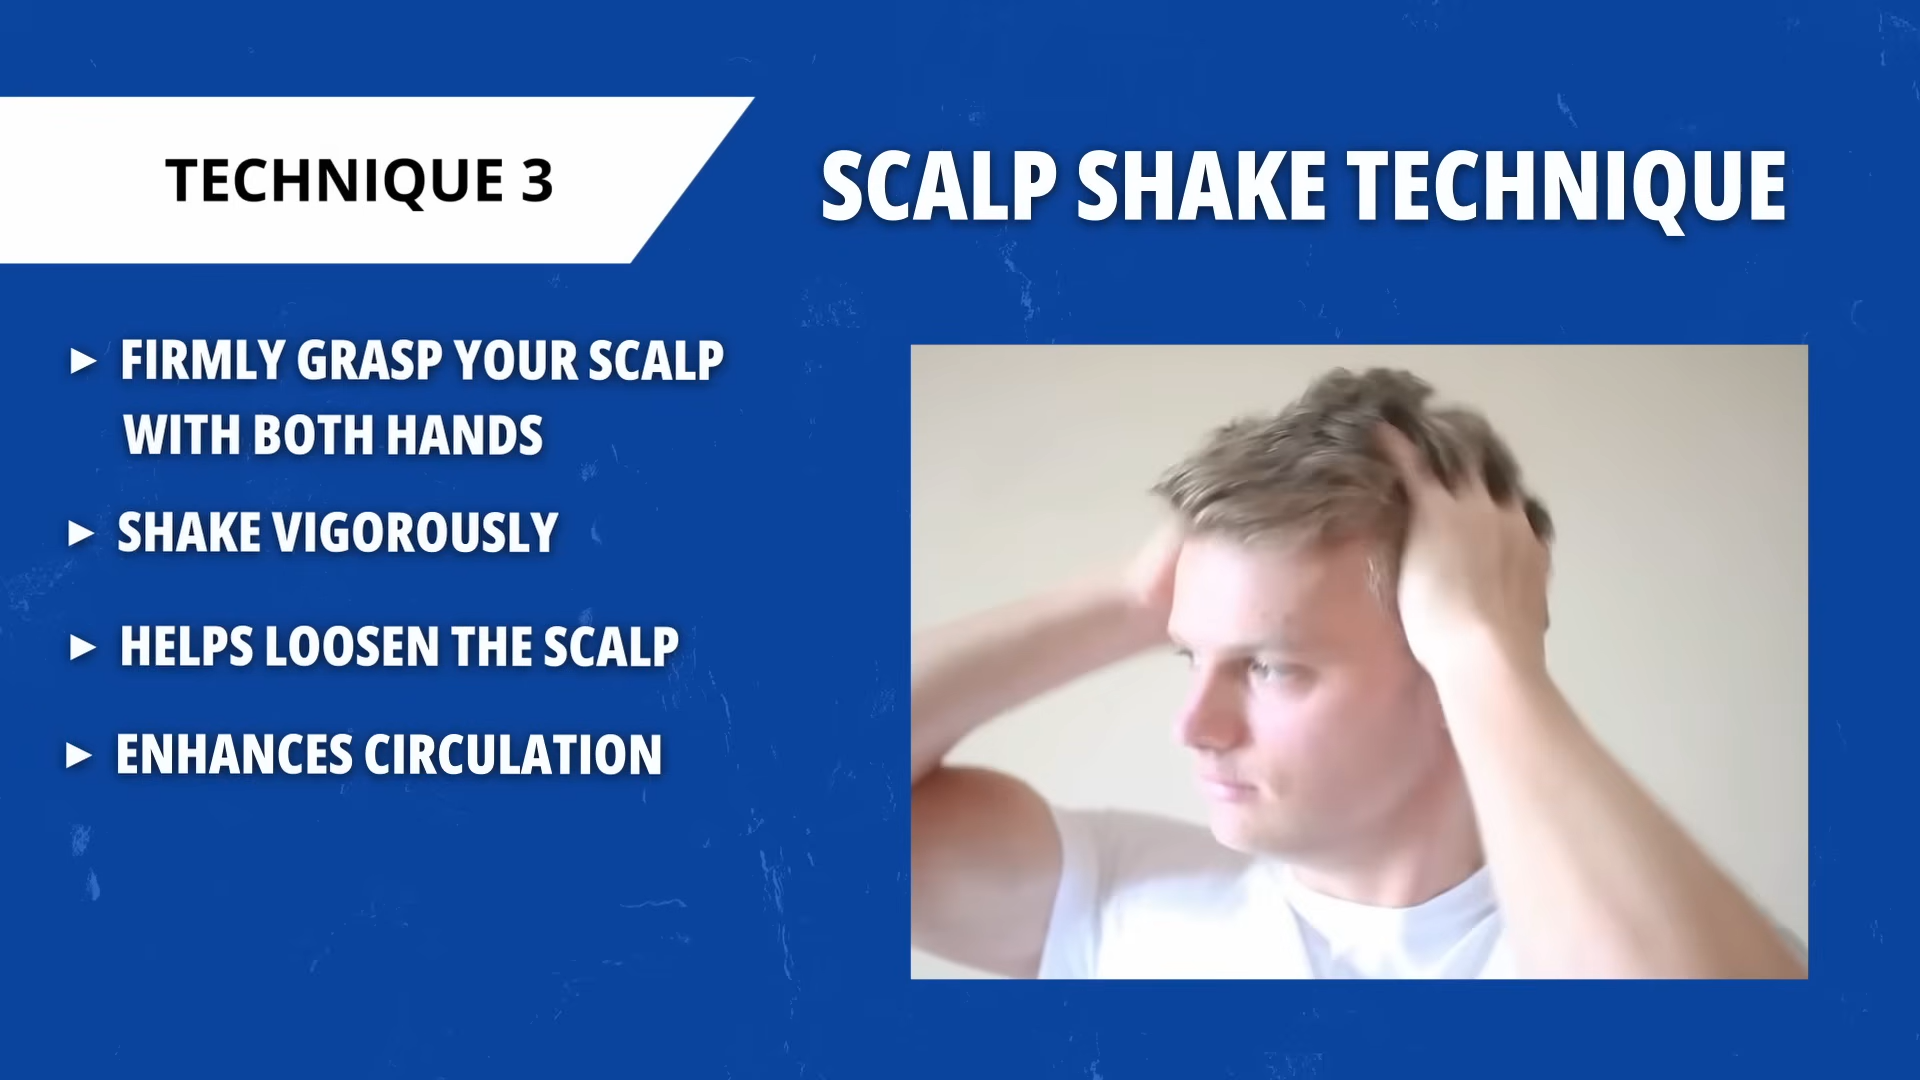 TECHNIQUE 3
SCALP SHAKE TECHNIQUE
► FIRMLY GRASP YOUR SCALP
WITH BOTH HANDS
► SHAKE VIGOROUSLY
► HELPS LOOSEN THE SCALP
► ENHANCES CIRCULATION